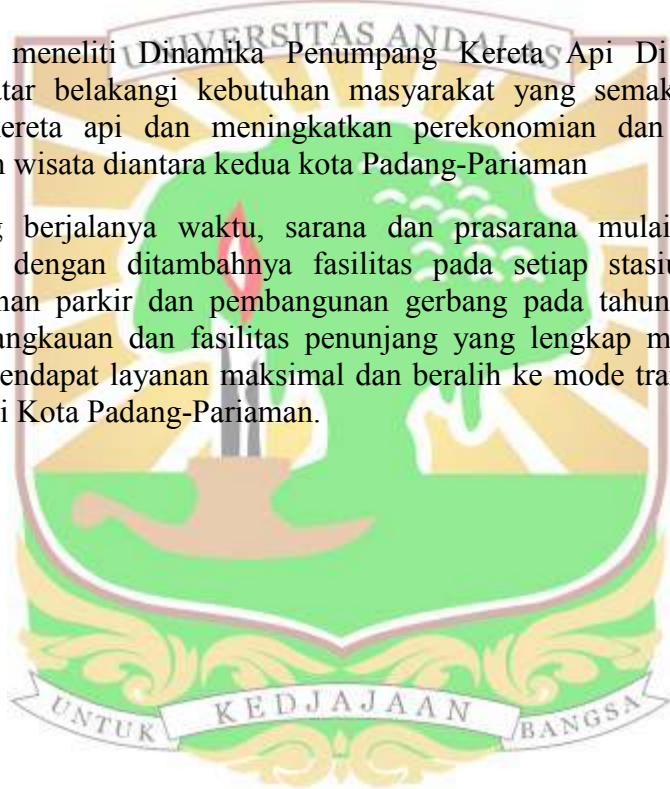 UNIVERSITAS ANDALAS
meneliti Dinamika Penumpang Kereta Api Di
tar belakangi kebutuhan masyarakat yang semak
ereta api dan meningkatkan perekonomian dan
n wisata diantara kedua kota Padang-Pariaman
g berjalanya waktu, sarana dan prasarana mulai
dengan ditambahnya fasilitas pada setiap stasiu
han parkir dan pembangunan gerbang pada tahun
angkauan dan fasilitas penunjang yang lengkap m
endapat layanan maksimal dan beralih ke mode tra
i Kota Padang-Pariaman.
UNTUK KEDJAJAAN BANGSA